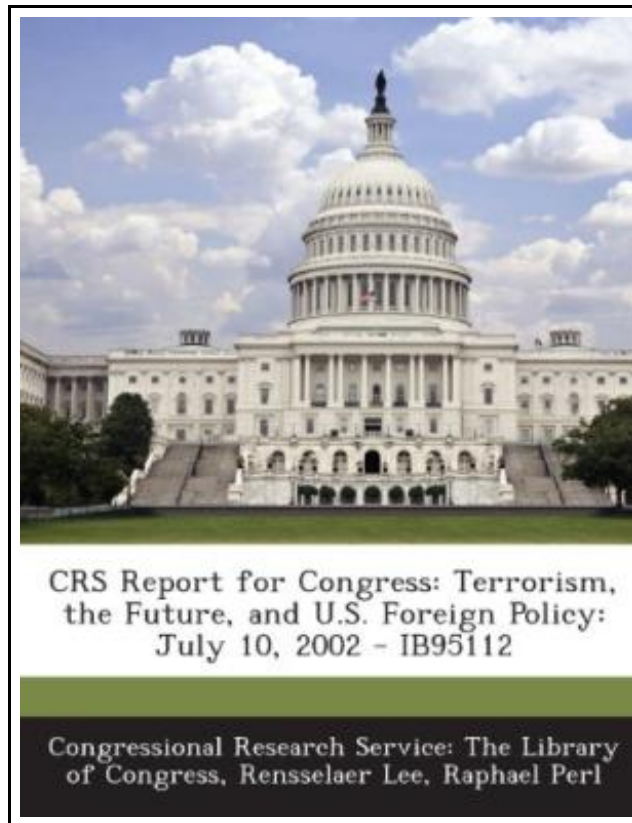 CRS Report for Congress: Terrorism,
the Future, and U.S. Foreign Policy:
July 10, 2002 - IB95112
Congressional Research Service: The Library
of Congress, Rensselaer Lee, Raphael Perl